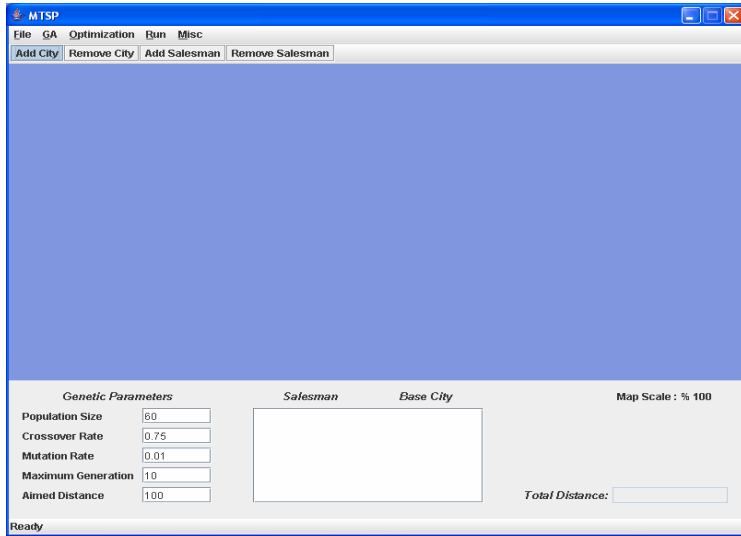 MTSP
File GA Optimization Run Misc
Add City Remove City Add Salesman Remove Salesman
Genetic Parameters Salesman Base City Map Scale : % 100
Population Size 60
Crossover Rate 0.75
Mutation Rate 0.01
Maximum Generation 10
Aimed Distance 100 Total Distance:
Ready